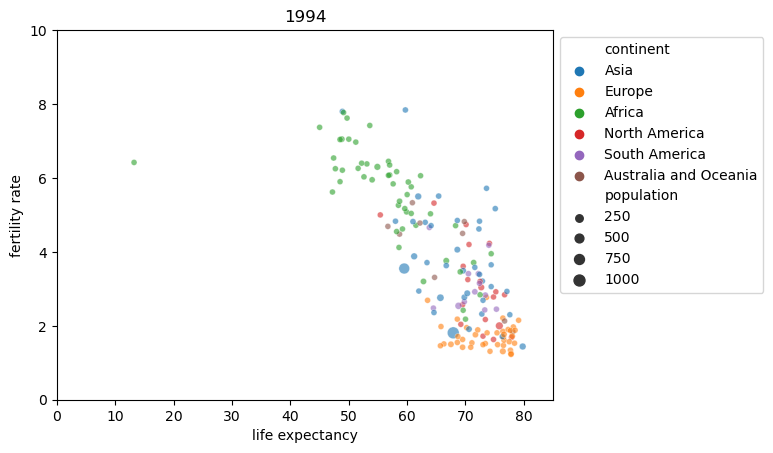 1994
fertility rate
10
8
6
4
2
0
0 10 20 30 40 50 60 70 80
life expectancy
continent
Asia
Europe
Africa
North America
South America
Australia and Oceania
population
250
500
750
1000